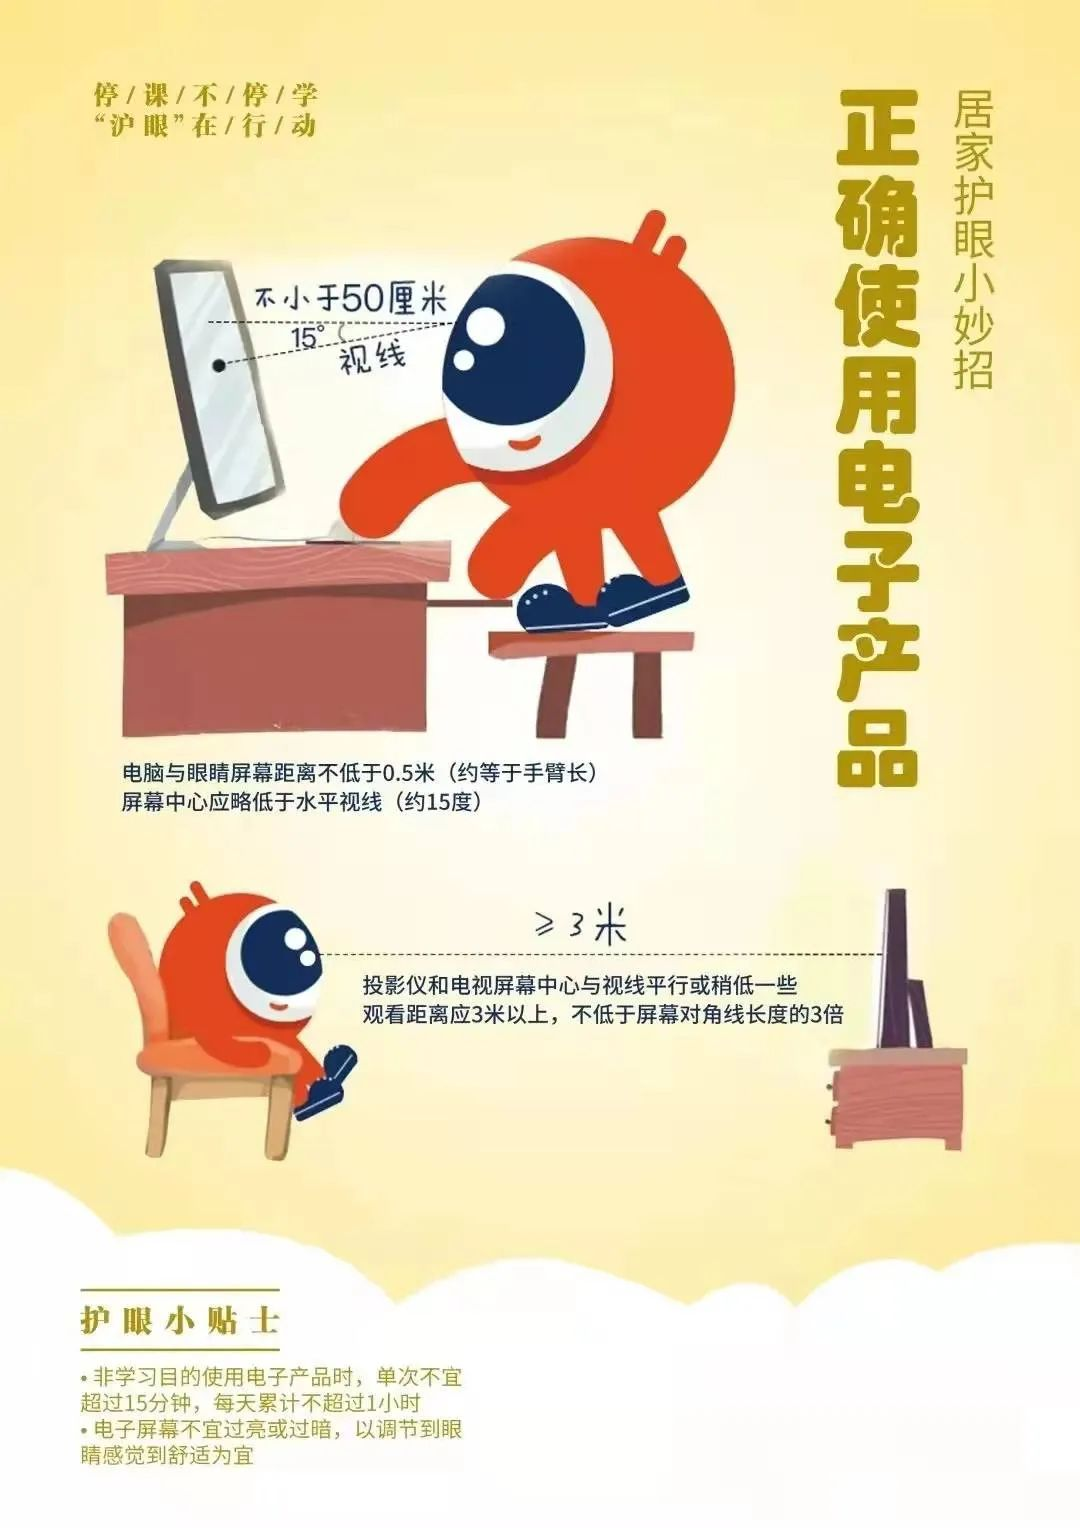 停/课/不/停/学
“沪眼”在/行/动
居家护眼小妙招
正确使用电子产品
不小于50厘米
15°
视线
电脑与眼睛屏幕距离不低于0.5米（约等于手臂长）
屏幕中心应略低于水平视线（约15度）
≥3米
投影仪和电视屏幕中心与视线平行或稍低一些
观看距离应3米以上，不低于屏幕对角线长度的3倍
护眼小贴士
• 非学习目的使用电子产品时，单次不宜
超过15分钟，每天累计不超过1小时
• 电子屏幕不宜过亮或过暗，以调节到眼
睛感觉到舒适为宜